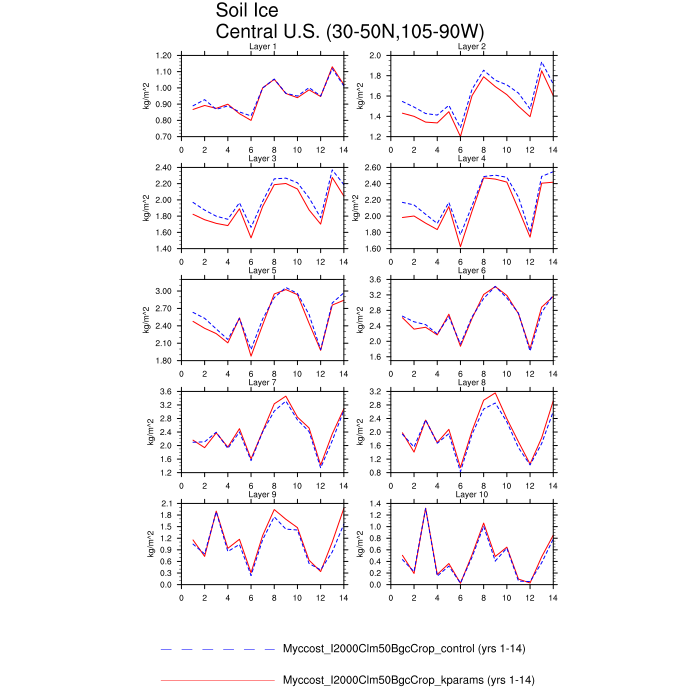 Soil Ice
Central U.S. (30-50N,105-90W)
Layer 1
Layer 2
kg/m^2
1.20
1.10
1.00
0.90
0.80
0.70
0 2 4 6 8 10 12 14
kg/m^2
2.0
1.8
1.6
1.4
1.2
0 2 4 6 8 10 12 14
Layer 3
Layer 4
kg/m^2
2.40
2.20
2.00
1.80
1.60
1.40
0 2 4 6 8 10 12 14
kg/m^2
2.60
2.40
2.20
2.00
1.80
1.60
0 2 4 6 8 10 12 14
Layer 5
Layer 6
kg/m^2
3.00
2.70
2.40
2.10
1.80
0 2 4 6 8 10 12 14
kg/m^2
3.6
3.2
2.8
2.4
2.0
1.6
0 2 4 6 8 10 12 14
Layer 7
Layer 8
kg/m^2
3.6
3.2
2.8
2.4
2.0
1.6
1.2
0 2 4 6 8 10 12 14
kg/m^2
3.2
2.8
2.4
2.0
1.6
1.2
0.8
0 2 4 6 8 10 12 14
Layer 9
Layer 10
kg/m^2
2.1
1.8
1.5
1.2
0.9
0.6
0.3
0.0
0 2 4 6 8 10 12 14
kg/m^2
1.4
1.2
1.0
0.8
0.6
0.4
0.2
0.0
0 2 4 6 8 10 12 14
Myccost_I2000Clm50BgcCrop_control (yrs 1-14)
Myccost_I2000Clm50BgcCrop_kparams (yrs 1-14)